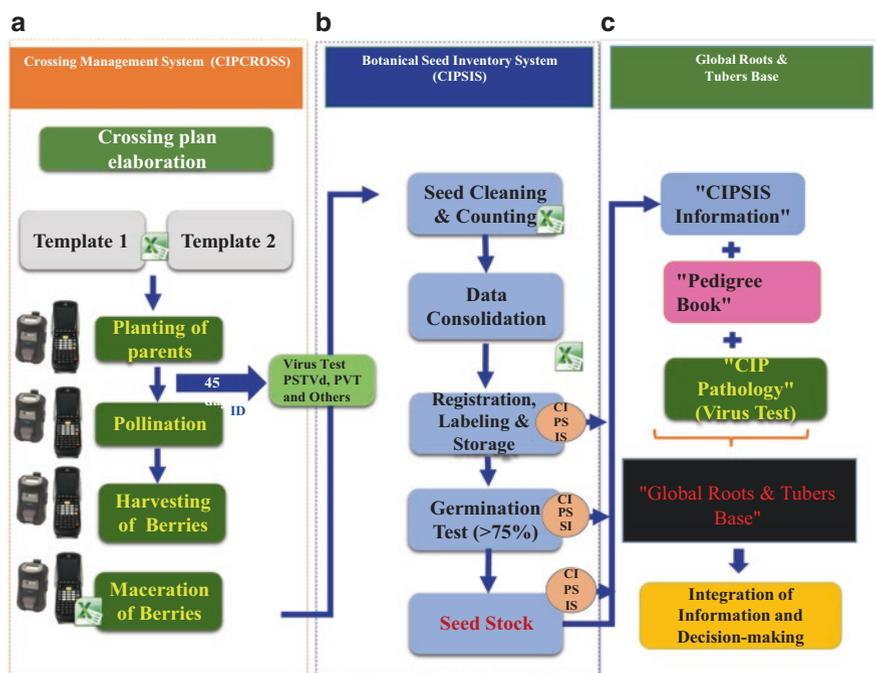 a
Crossing Management System (CIPCROSS)
Crossing plan
elaboration
Template 1
Template 2
Planting of
parents
45
ID
Virus Test
PSTVd, PVT
and Others
Pollination
Harvesting
of Berries
Maceration
of Berries
b
Botanical Seed Inventory System
(CIPSIS)
Seed Cleaning
& Counting
Data
Consolidation
Registration,
Labeling &
Storage
CI
PS
IS
Germination
Test (>75%)
CI
PS
SI
Seed Stock
CI
PS
IS
c
Global Roots &
Tubers Base
"CIPSIS
Information"
"Pedigree
Book"
"CIP
Pathology"
(Virus Test)
"Global Roots & Tubers
Base"
Integration of
Information and
Decision-making